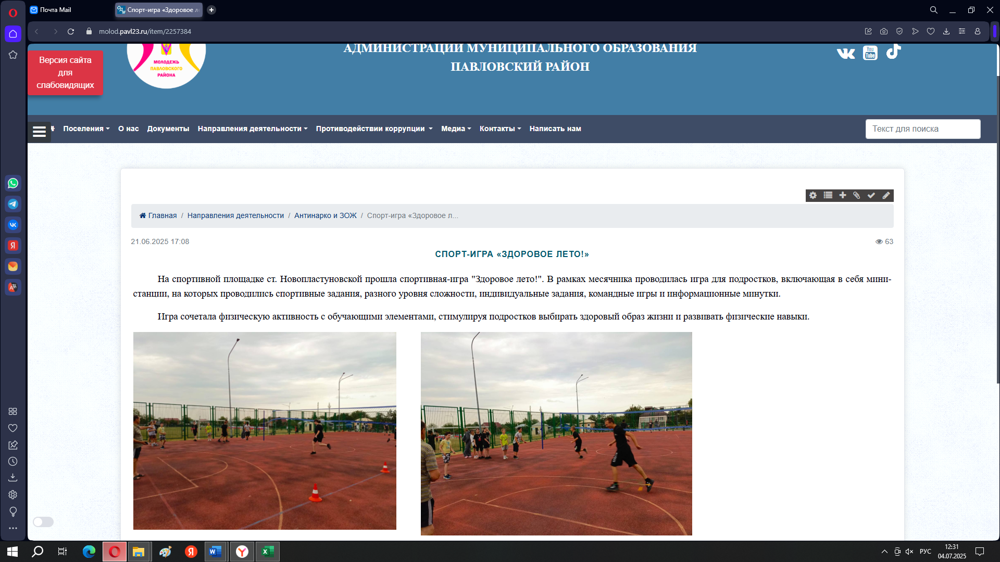 Почта Mail
Спорт-игра «Здоровое ле
molod.pavl23.ru/item/2257384
Версия сайта
для
слабовидящих
МОЛОДЕЖЬ
ПАВЛОВСКОГО
РАЙОНА
АДМИНИСТРАЦИИ МУНИЦИПАЛЬНОГО ОБРАЗОВАНИЯ
ПАВЛОВСКИЙ РАЙОН
You
Tube
Поселения О нас Документы Направления деятельности Противодействии коррупции Медиа Контакты Написать нам
Текст для поиска
Главная / Направления деятельности / Антинарко и ЗОЖ / Спорт-игра «Здоровое л...
21.06.2025 17:08
63
СПОРТ-ИГРА «ЗДОРОВОЕ ЛЕТО!»
На спортивной площадке ст. Новопластуновской прошла спортивная-игра "Здоровое лето!". В рамках месячника проводилась игра для подростков, включающая в себя мини-
станции, на которых проводились спортивные задания, разного уровня сложности, индивидуальные задания, командные игры и информационные минутки.
Игра сочетала физическую активность с обучающими элементами, стимулируя подростков выбирать здоровый образ жизни и развивать физические навыки.
РУС
12:31
04.07.2025